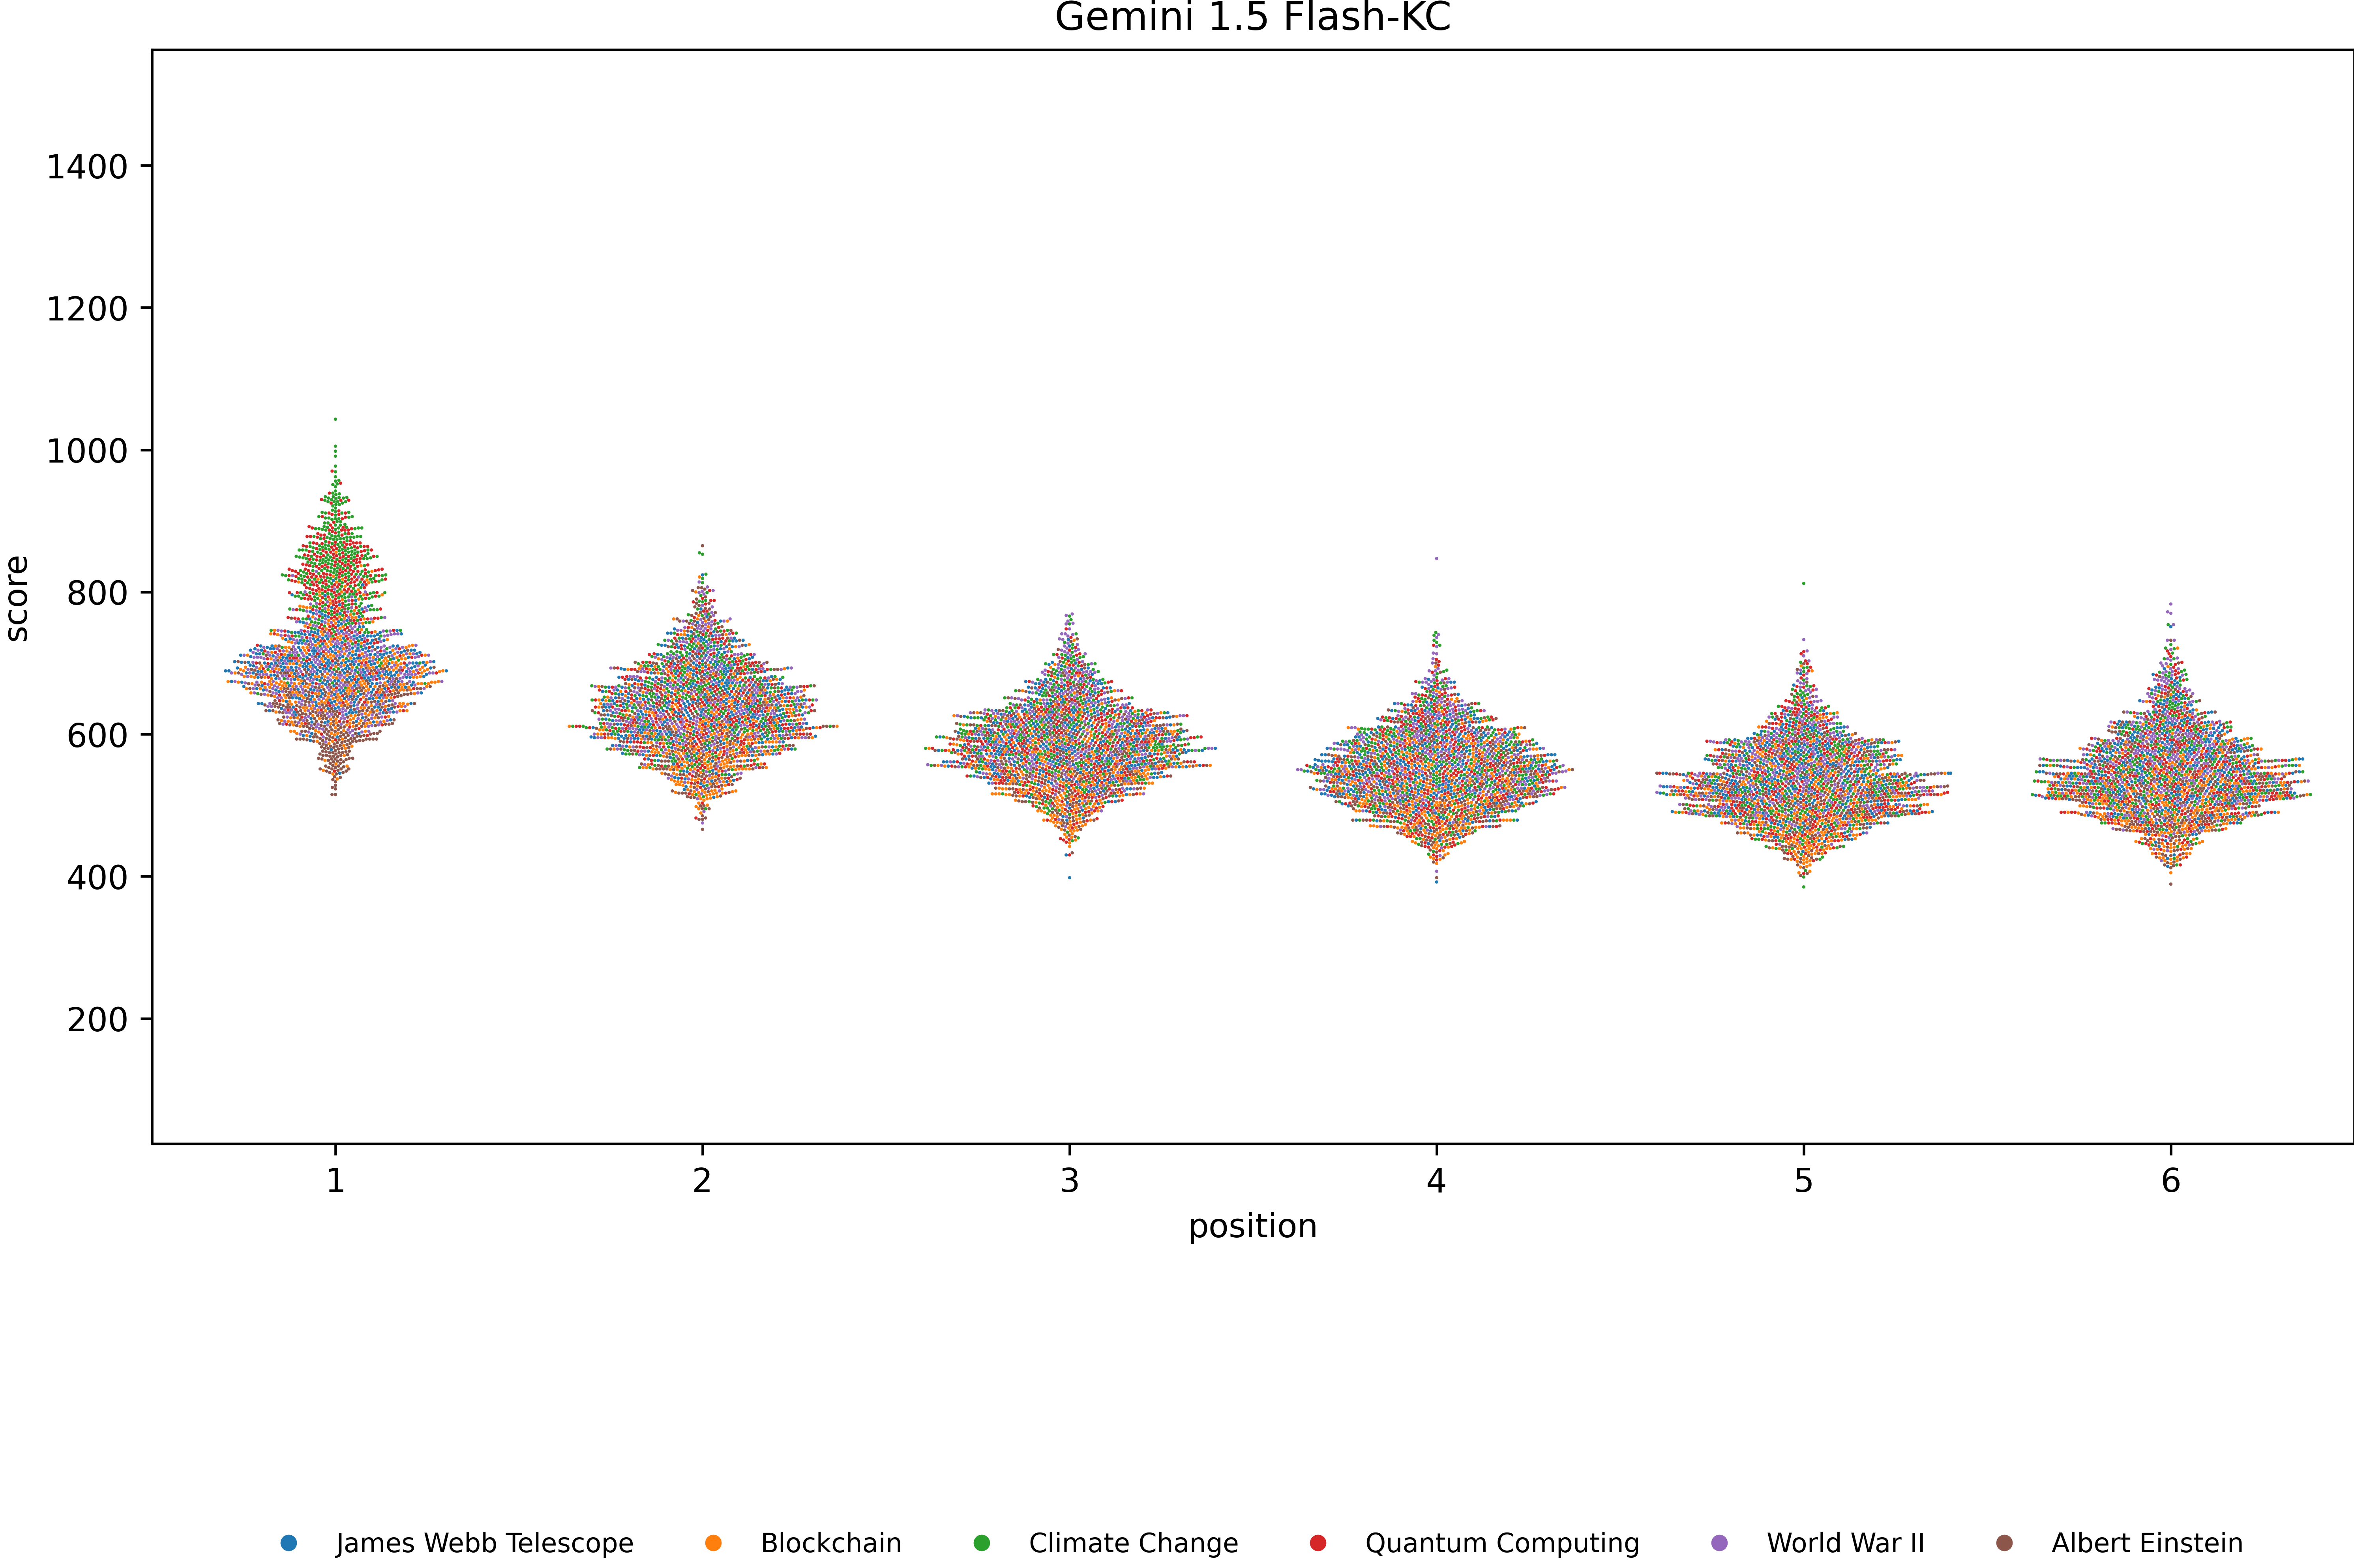 Gemini 1.5 Flash-KC
1400
1200
1000
800
600
400
200
score
1 2 3 4 5 6
position
James Webb Telescope Blockchain Climate Change Quantum Computing World War II Albert Einstein